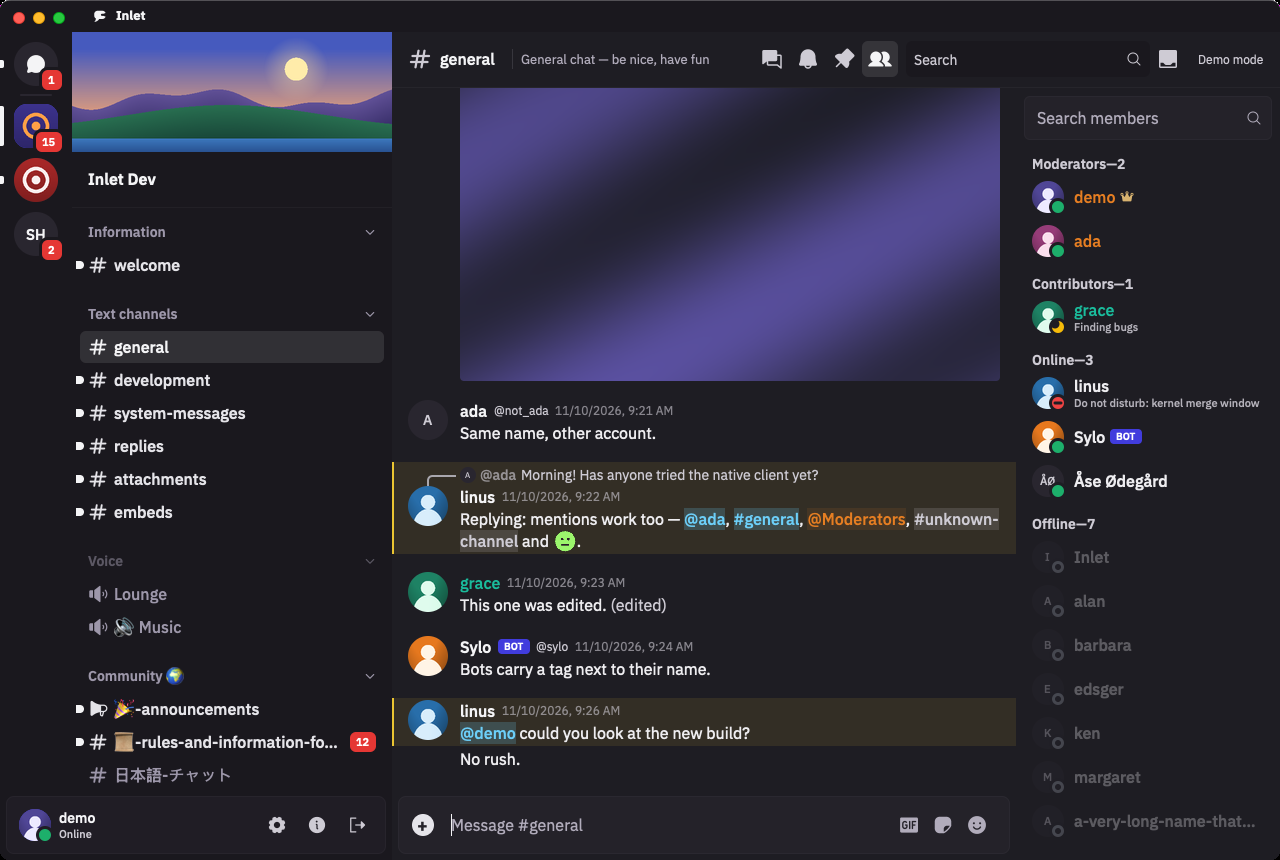 Inlet
1
15
SH
2
Inlet Dev
Information
# welcome
Text channels
# general
# development
# system-messages
# replies
# attachments
# embeds
Voice
Lounge
Music
Community
-announcements
# -rules-and-information-fo... 12
# 日本語-チャット
demo
Online
# general General chat — be nice, have fun
Search
Demo mode
A ada @not_ada 11/10/2026, 9:21 AM
Same name, other account.
A @ada Morning! Has anyone tried the native client yet?
linus 11/10/2026, 9:22 AM
Replying: mentions work too — @ada, #general, @Moderators, #unknown-
channel and .
grace 11/10/2026, 9:23 AM
This one was edited. (edited)
Sylo BOT @sylo 11/10/2026, 9:24 AM
Bots carry a tag next to their name.
linus 11/10/2026, 9:26 AM
@demo could you look at the new build?
No rush.
Message #general
GIF
Search members
Moderators—2
demo
ada
Contributors—1
grace
Finding bugs
Online—3
linus
Do not disturb: kernel merge window
Sylo BOT
ÅØ Åse Ødegård
Offline—7
I Inlet
A alan
B barbara
E edsger
K ken
M margaret
A a-very-long-name-that...